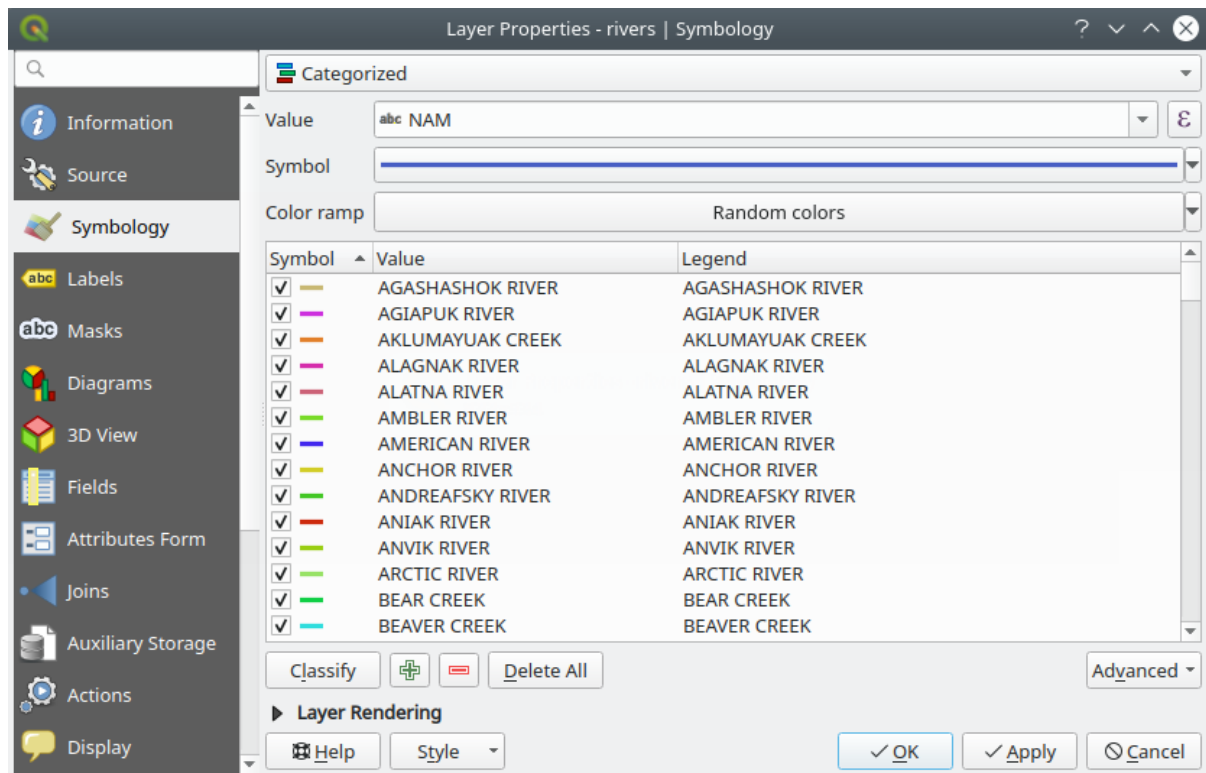 Layer Properties - rivers | Symbology
Categorized
Information
Source
Symbology
abc Labels
abc Masks
Diagrams
3D View
Fields
Attributes Form
Joins
Auxiliary Storage
Actions
Display
Value abc NAM ε
Symbol
Color ramp Random colors
Symbol Value Legend
AGASHASHOK RIVER AGASHASHOK RIVER
AGIAPUK RIVER AGIAPUK RIVER
AKLUMAYUAK CREEK AKLUMAYUAK CREEK
ALAGNAK RIVER ALAGNAK RIVER
ALATNA RIVER ALATNA RIVER
AMBLER RIVER AMBLER RIVER
AMERICAN RIVER AMERICAN RIVER
ANCHOR RIVER ANCHOR RIVER
ANDREAFSKY RIVER ANDREAFSKY RIVER
ANIAK RIVER ANIAK RIVER
ANVIK RIVER ANVIK RIVER
ARCTIC RIVER ARCTIC RIVER
BEAR CREEK BEAR CREEK
BEAVER CREEK BEAVER CREEK
Classify Delete All Advanced
Layer Rendering
Help Style OK Apply Cancel